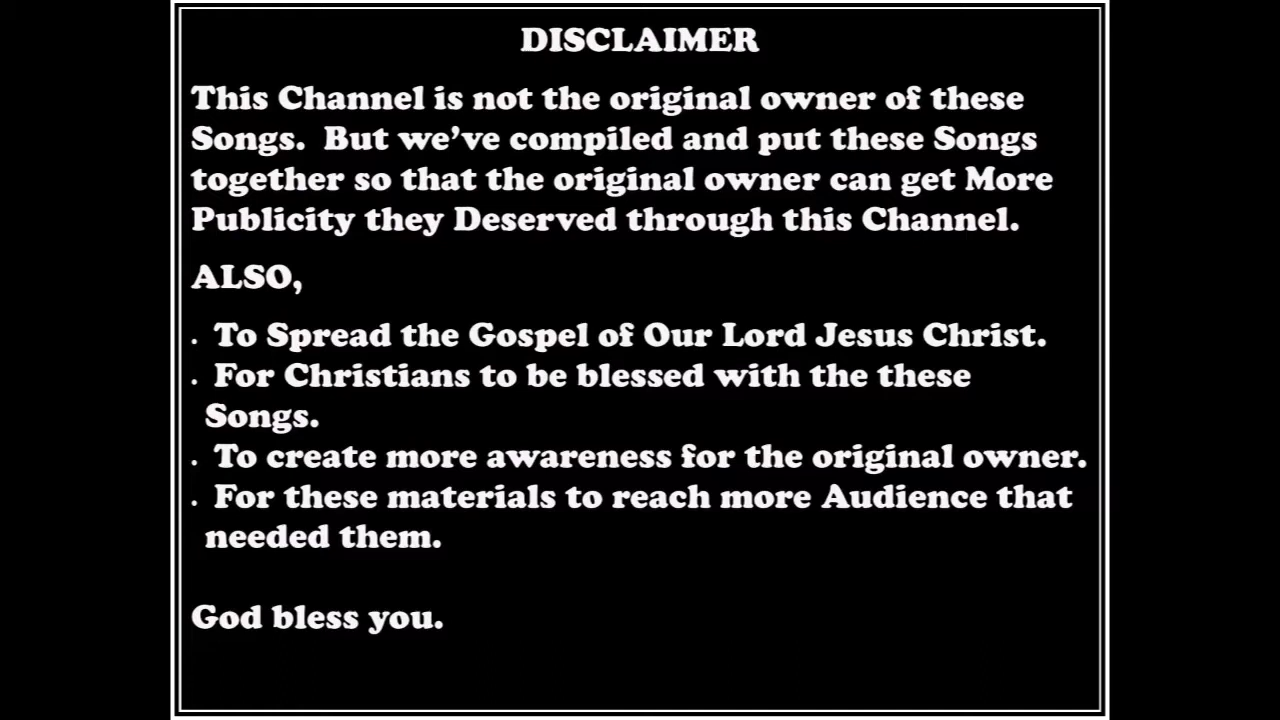 DISCLAIMER
This Channel is not the original owner of these
Songs.  But we’ve compiled and put these Songs
together so that the original owner can get More
Publicity they Deserved through this Channel.
ALSO,
• To Spread the Gospel of Our Lord Jesus Christ.
• For Christians to be blessed with the these
Songs.
• To create more awareness for the original owner.
• For these materials to reach more Audience that
needed them.
God bless you.